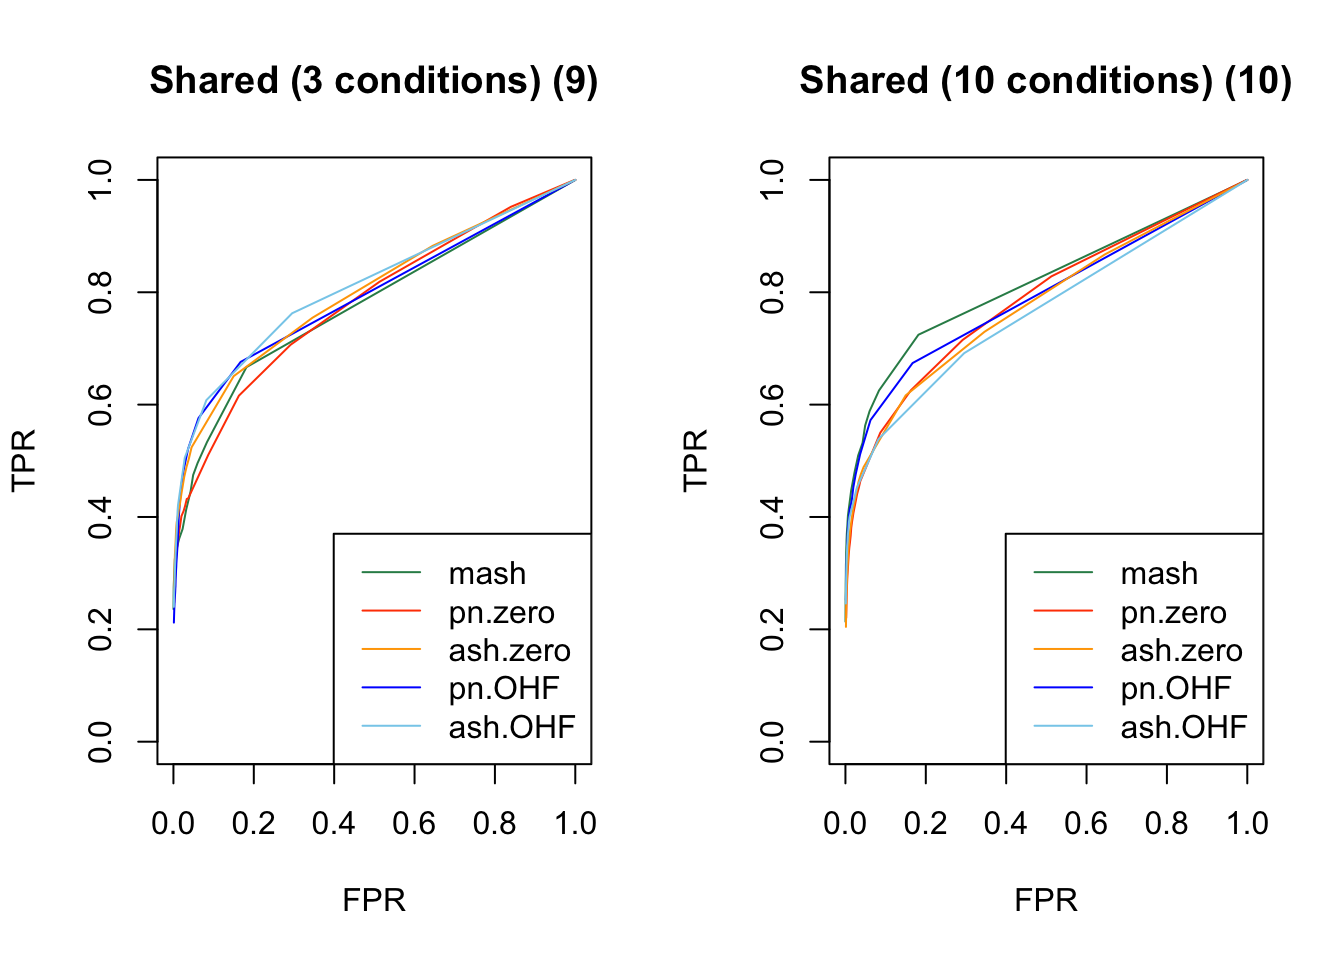 Shared (3 conditions) (9)
TPR
1.0
0.8
0.6
0.4
0.2
0.0
mash
pn.zero
ash.zero
pn.OHF
ash.OHF
0.0 0.2 0.4 0.6 0.8 1.0
FPR
Shared (10 conditions) (10)
TPR
1.0
0.8
0.6
0.4
0.2
0.0
mash
pn.zero
ash.zero
pn.OHF
ash.OHF
0.0 0.2 0.4 0.6 0.8 1.0
FPR